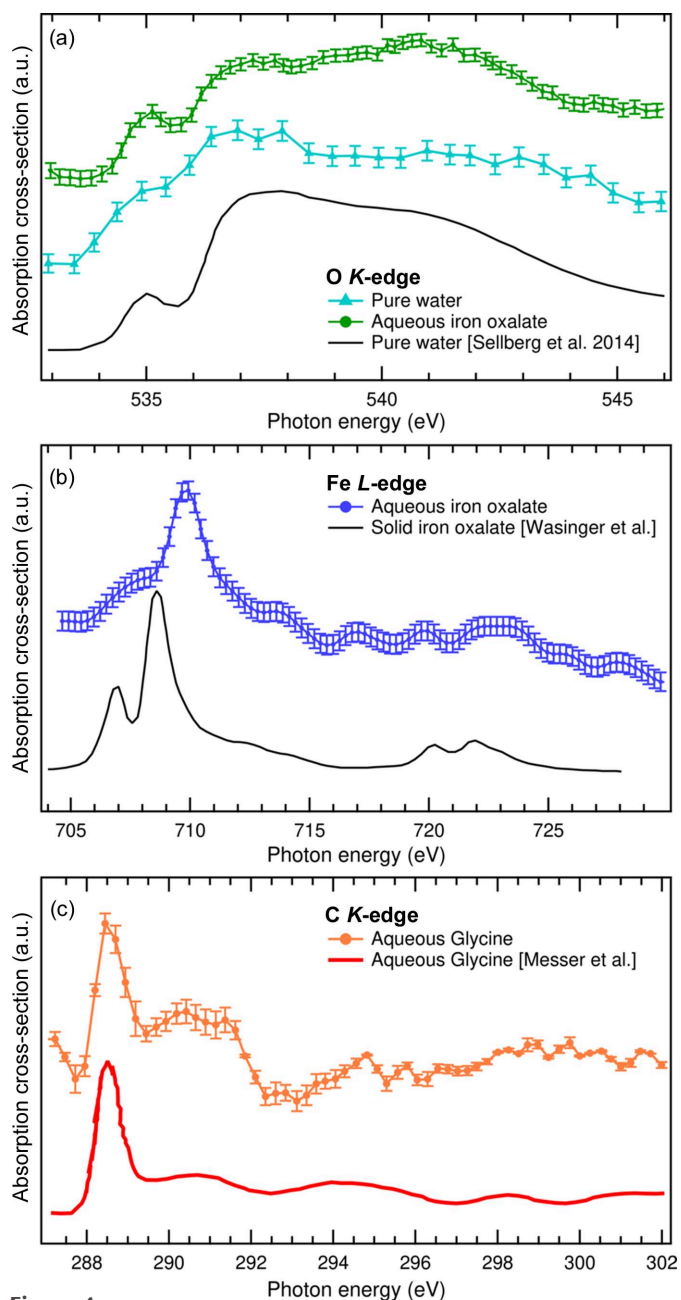 (a)
Absorption cross-section (a.u.)
O K-edge
Pure water
Aqueous iron oxalate
Pure water [Sellberg et al. 2014]
535 540 545
Photon energy (eV)
(b)
Absorption cross-section (a.u.)
Fe L-edge
Aqueous iron oxalate
Solid iron oxalate [Wasinger et al.]
705 710 715 720 725
Photon energy (eV)
(c)
Absorption cross-section (a.u.)
C K-edge
Aqueous Glycine
Aqueous Glycine [Messer et al.]
288 290 292 294 296 298 300 302
Photon energy (eV)